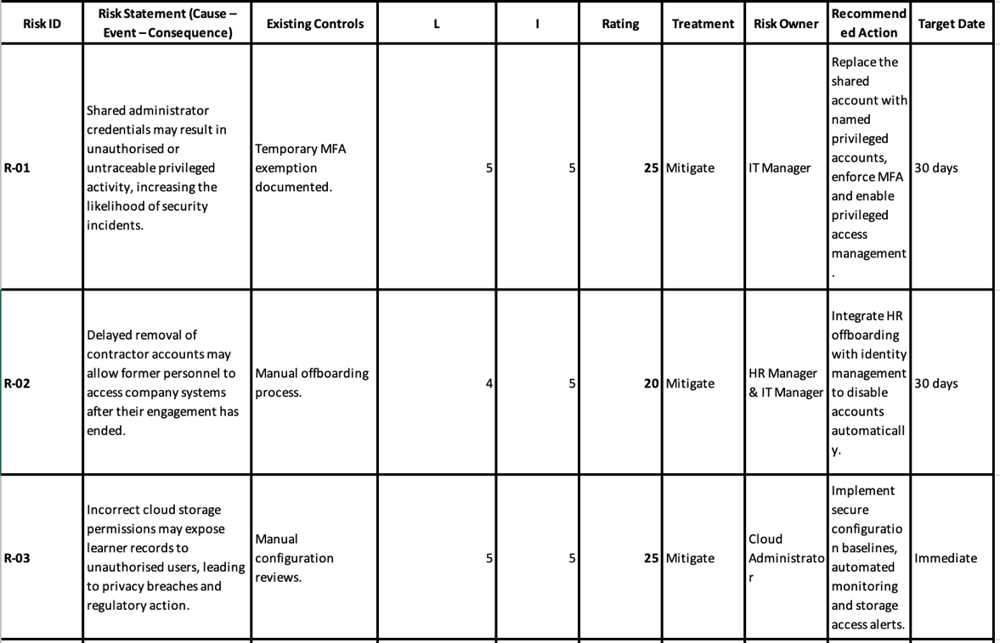 Risk ID
Risk Statement (Cause –
Event – Consequence)
Existing Controls
L
I
Rating
Treatment
Risk Owner
Recommend
ed Action
Target Date
R-01
Shared administrator
credentials may result in
unauthorised or
untraceable privileged
activity, increasing the
likelihood of security
incidents.
Temporary MFA
exemption
documented.
5
5
25
Mitigate
IT Manager
Replace the
shared
account with
named
privileged
accounts,
enforce MFA
and enable
privileged
access
management
.
30 days
R-02
Delayed removal of
contractor accounts may
allow former personnel to
access company systems
after their engagement has
ended.
Manual offboarding
process.
4
5
20
Mitigate
HR Manager
& IT Manager
Integrate HR
offboarding
with identity
management
to disable
accounts
automaticall
y.
30 days
R-03
Incorrect cloud storage
permissions may expose
learner records to
unauthorised users, leading
to privacy breaches and
regulatory action.
Manual
configuration
reviews.
5
5
25
Mitigate
Cloud
Administrato
r
Implement
secure
configuratio
n baselines,
automated
monitoring
and storage
access alerts.
Immediate